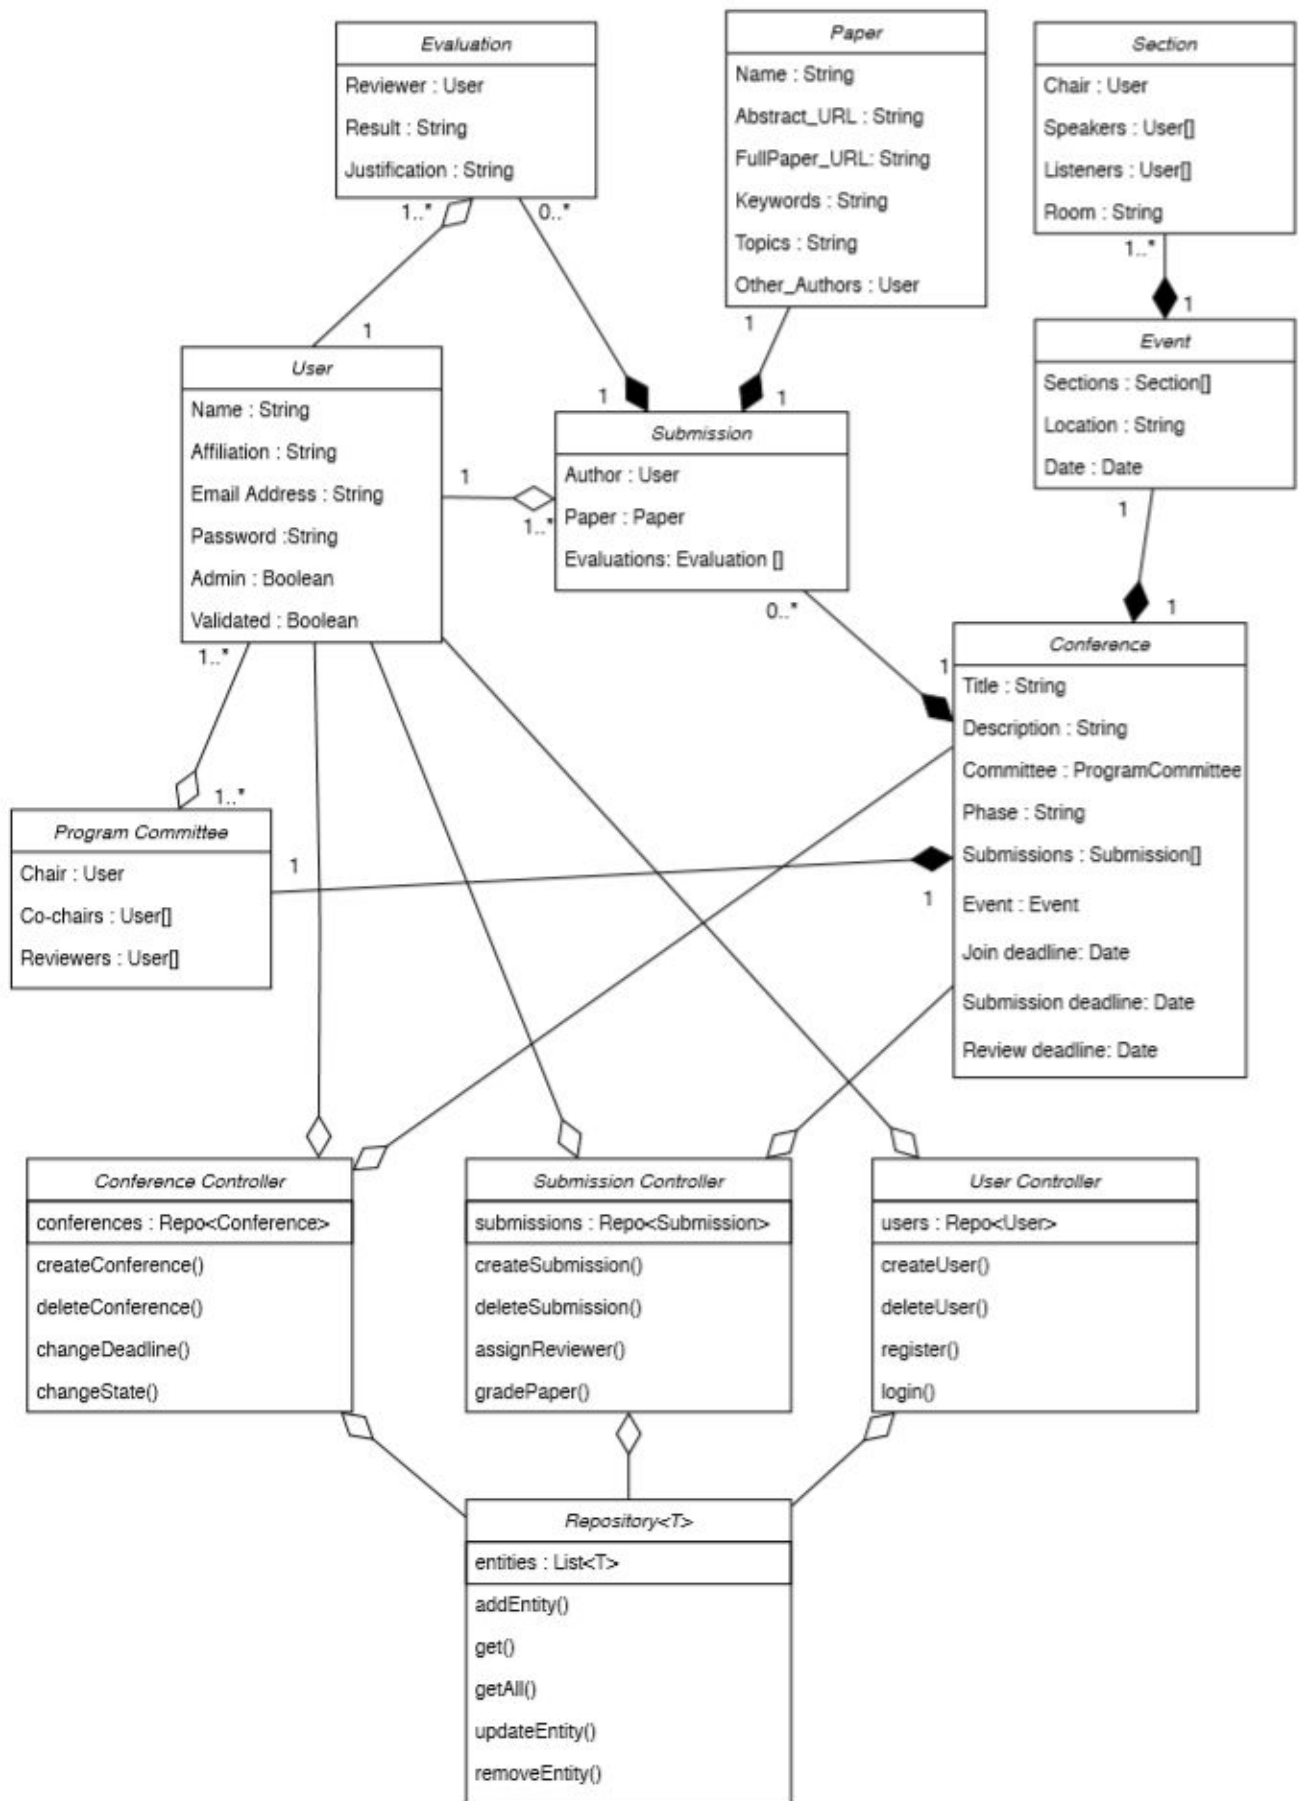 Evaluation
Reviewer : User
Result : String
Justification : String
1..*
0..*
Paper
Name : String
Abstract_URL : String
FullPaper_URL: String
Keywords : String
Topics : String
Other_Authors : User
1
1
Section
Chair : User
Speakers : User[]
Listeners : User[]
Room : String
1..*
1
Event
Sections : Section[]
Location : String
Date : Date
1
1
1
User
Name : String
Affiliation : String
Email Address : String
Password :String
Admin : Boolean
Validated : Boolean
1..*
1
1..*
1
Submission
Author : User
Paper : Paper
Evaluations: Evaluation []
0..*
1
Conference
Title : String
Description : String
Committee : ProgramCommittee
Phase : String
Submissions : Submission[]
Event : Event
Join deadline: Date
Submission deadline: Date
Review deadline: Date
1..*
Program Committee
Chair : User
Co-chairs : User[]
Reviewers : User[]
1
1
Conference Controller
conferences : Repo<Conference>
createConference()
deleteConference()
changeDeadline()
changeState()
Submission Controller
submissions : Repo<Submission>
createSubmission()
deleteSubmission()
assignReviewer()
gradePaper()
User Controller
users : Repo<User>
createUser()
deleteUser()
register()
login()
Repository<T>
entities : List<T>
addEntity()
get()
getAll()
updateEntity()
removeEntity()